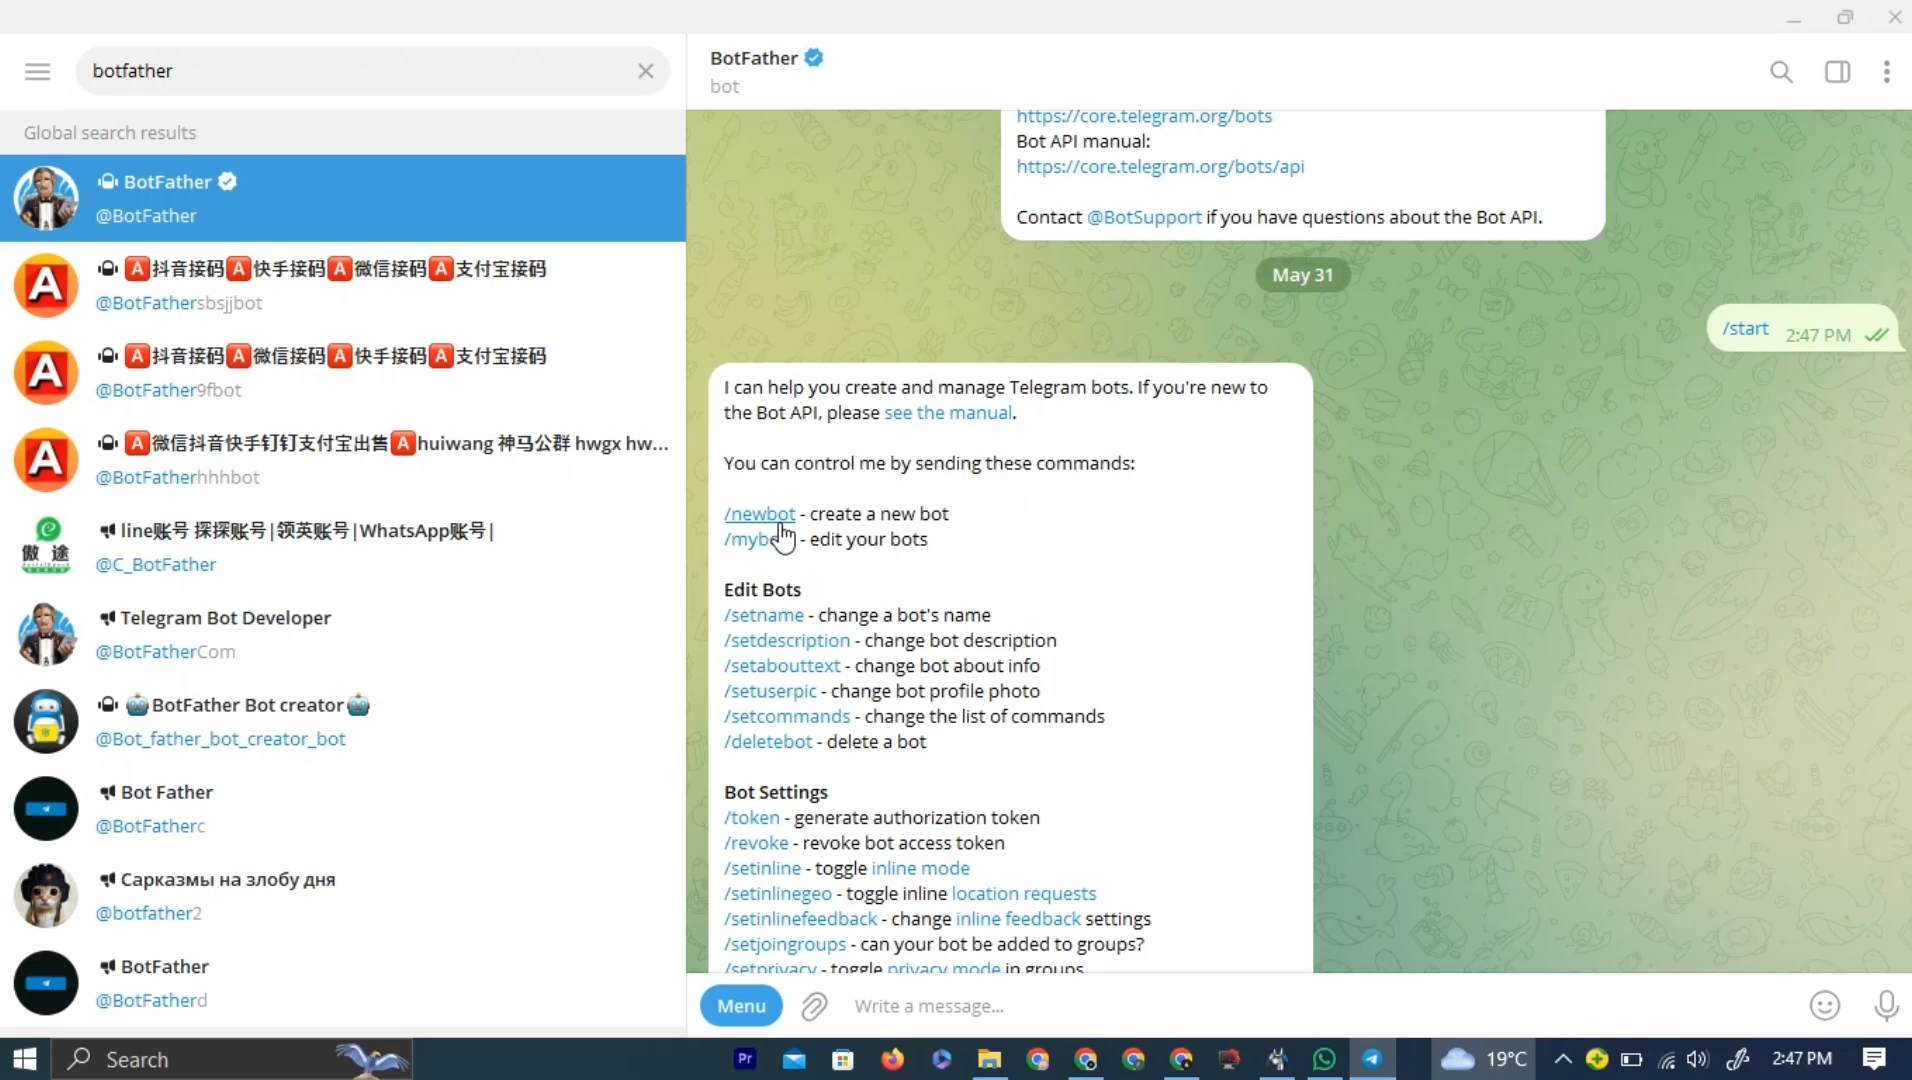 botfather
Global search results
BotFather
@BotFather
A抖音接码A快手接码A微信接码A支付宝接码
@BotFathersbsjjbot
A抖音接码A微信接码A快手接码A支付宝接码
@BotFather9fbot
A微信抖音快手钉钉支付宝出售Ahuiwang 神马公群 hwgx hw...
@BotFatherhhhbot
line账号 探探账号|领英账号|WhatsApp账号|
@C_BotFather
Telegram Bot Developer
@BotFatherCom
BotFather Bot creator
@Bot_father_bot_creator_bot
Bot Father
@BotFatherc
Сарказмы на злобу дня
@botfather2
BotFather
@BotFatherd
BotFather
bot
https://core.telegram.org/bots
Bot API manual:
https://core.telegram.org/bots/api
Contact @BotSupport if you have questions about the Bot API.
May 31
/start 2:47 PM
I can help you create and manage Telegram bots. If you're new to
the Bot API, please see the manual.
You can control me by sending these commands:
/newbot - create a new bot
- edit your bots
Edit Bots
/setname - change a bot's name
/setdescription - change bot description
/setabouttext - change bot about info
/setuserpic - change bot profile photo
/setcommands - change the list of commands
/deletebot - delete a bot
Bot Settings
/token - generate authorization token
/revoke - revoke bot access token
/setinline - toggle inline mode
/setinlinegeo - toggle inline location requests
/setinlinefeedback - change inline feedback settings
/setjoingroups - can your bot be added to groups?
/setprivacy - toggle privacy mode in groups
Menu
Write a message...
Search
Pr
19°C
2:47 PM